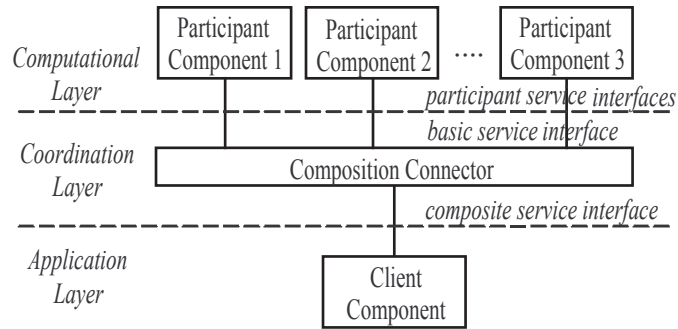 Participant
Component 1
Participant
Component 2
....
Participant
Component 3
Computational
Layer
participant service interfaces
basic service interface
Coordination
Layer
Composition Connector
composite service interface
Application
Layer
Client
Component